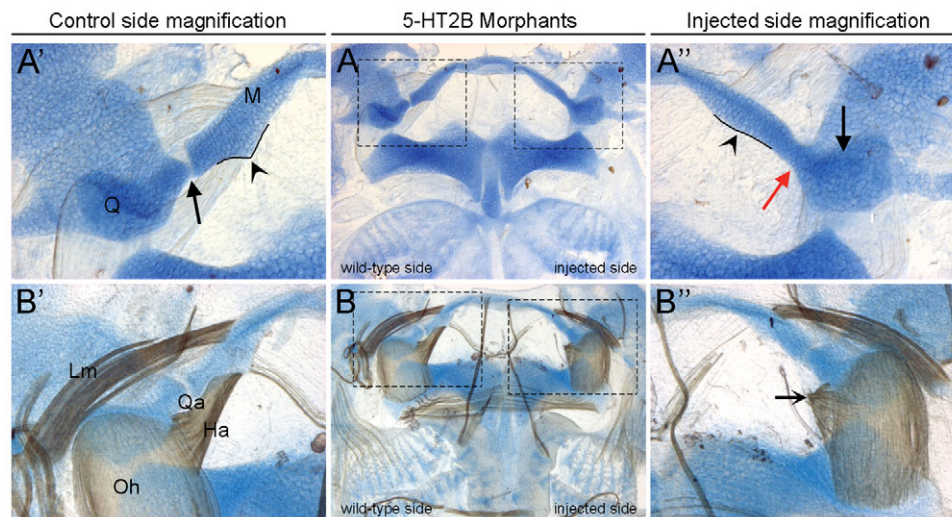 Control side magnification
5-HT2B Morphants
Injected side magnification
A'
M
Q
A
wild-type side
injected side
A''
B'
Lm
Qa
Ha
Oh
B
wild-type side
injected side
B''